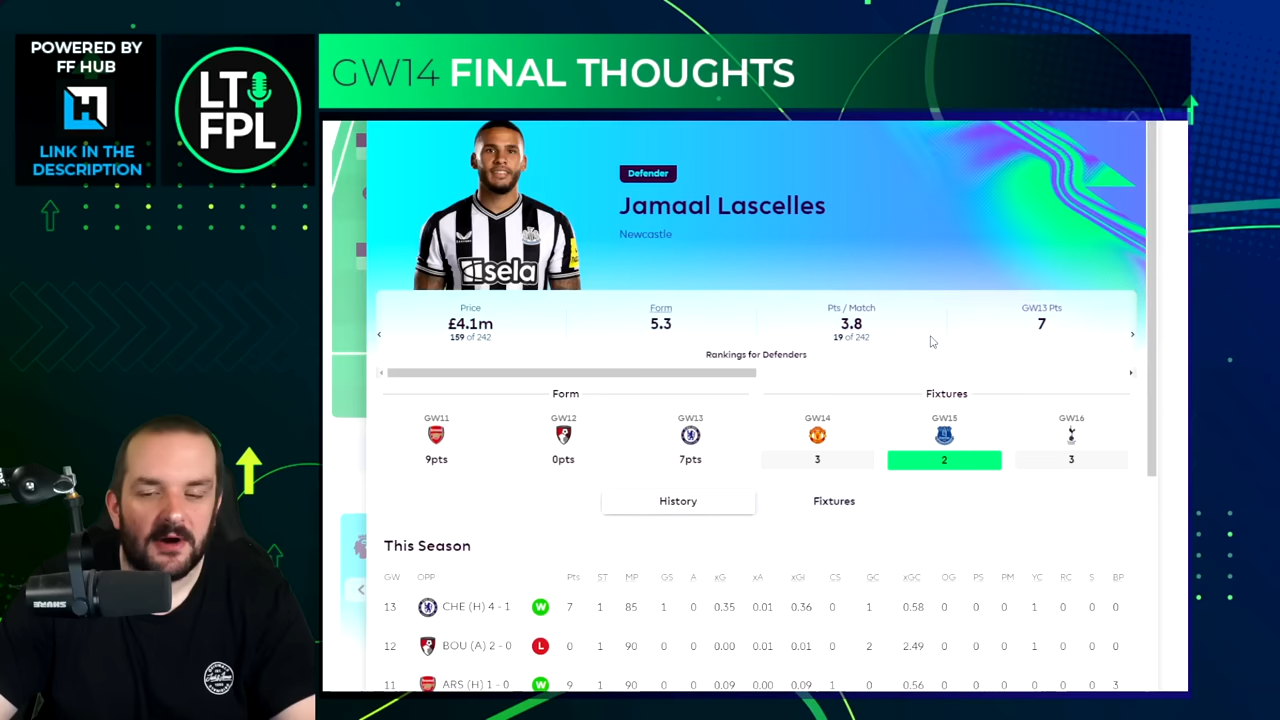 POWERED BY
FF HUB
LINK IN THE
DESCRIPTION
LT
FPL
GW14 FINAL THOUGHTS
Defender
Jamaal Lascelles
Newcastle
sela
Price Form Pts / Match GW13 Pts
£4.1m 5.3 3.8 7
159 of 242 19 of 242
Rankings for Defenders
Form Fixtures
GW11 GW12 GW13 GW14 GW15 GW16
9pts 0pts 7pts 3 2 3
History Fixtures
This Season
GW OPP Pts ST MP GS A xG xA xGI CS GC xGC OG PS PM YC RC S BP
13 CHE (H) 4 - 1 W 7 1 85 1 0 0.35 0.01 0.36 0 1 0.58 0 0 0 1 0 0 0
12 BOU (A) 2 - 0 L 0 1 90 0 0 0.00 0.01 0.01 0 2 2.49 0 0 0 1 0 0 0
11 ARS (H) 1 - 0 W 9 1 90 0 0 0.09 0.00 0.09 1 0 0.56 0 0 0 0 0 0 3
SHURE